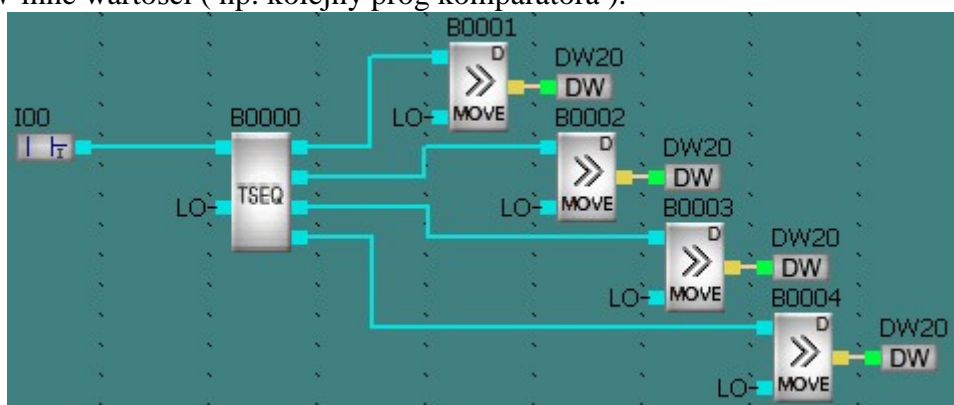 w inne wartości ( np. kolejny próg komparatora ).
B0001
D
DW20
MOVE
DW
LO
I00
B0000
B0002
I
TSEQ
D
DW20
MOVE
DW
LO
LO
B0003
D
DW20
MOVE
DW
LO
B0004
D
DW20
MOVE
DW
LO